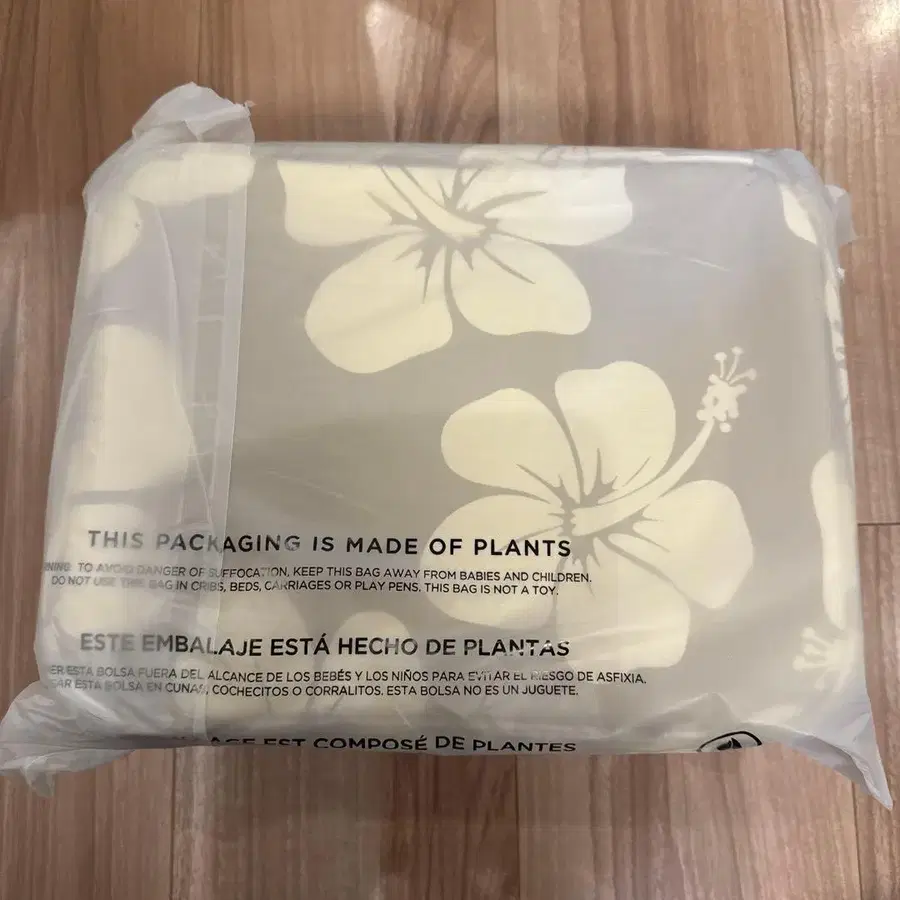 THIS PACKAGING IS MADE OF PLANTS
TO AVOID DANGER OF SUFFOCATION, KEEP THIS BAG AWAY FROM BABIES AND CHILDREN.
DO NOT USE THIS BAG IN CRIBS, BEDS, CARRIAGES OR PLAY PENS. THIS BAG IS NOT A TOY.
ESTE EMBALAJE ESTÁ HECHO DE PLANTAS
ESTA BOLSA FUERA DEL ALCANCE DE LOS BEBÉS Y LOS NIÑOS PARA EVITAR EL RIESGO DE ASFIXIA.
ESTA BOLSA EN CUNAS, COCHECITOS O CORRALITOS. ESTA BOLSA NO ES UN JUGUETE.
EST COMPOSÉ DE PLANTES